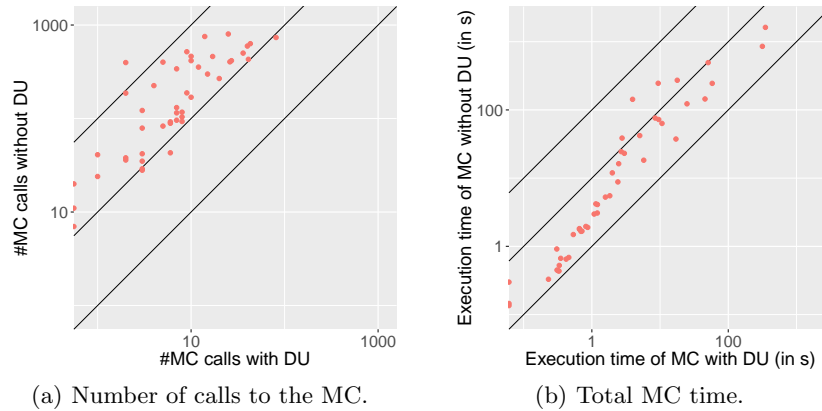 1000
10
#MC calls without DU
10
1000
#MC calls with DU
(a) Number of calls to the MC.
100
1
Execution time of MC without DU (in s)
1
100
Execution time of MC with DU (in s)
(b) Total MC time.